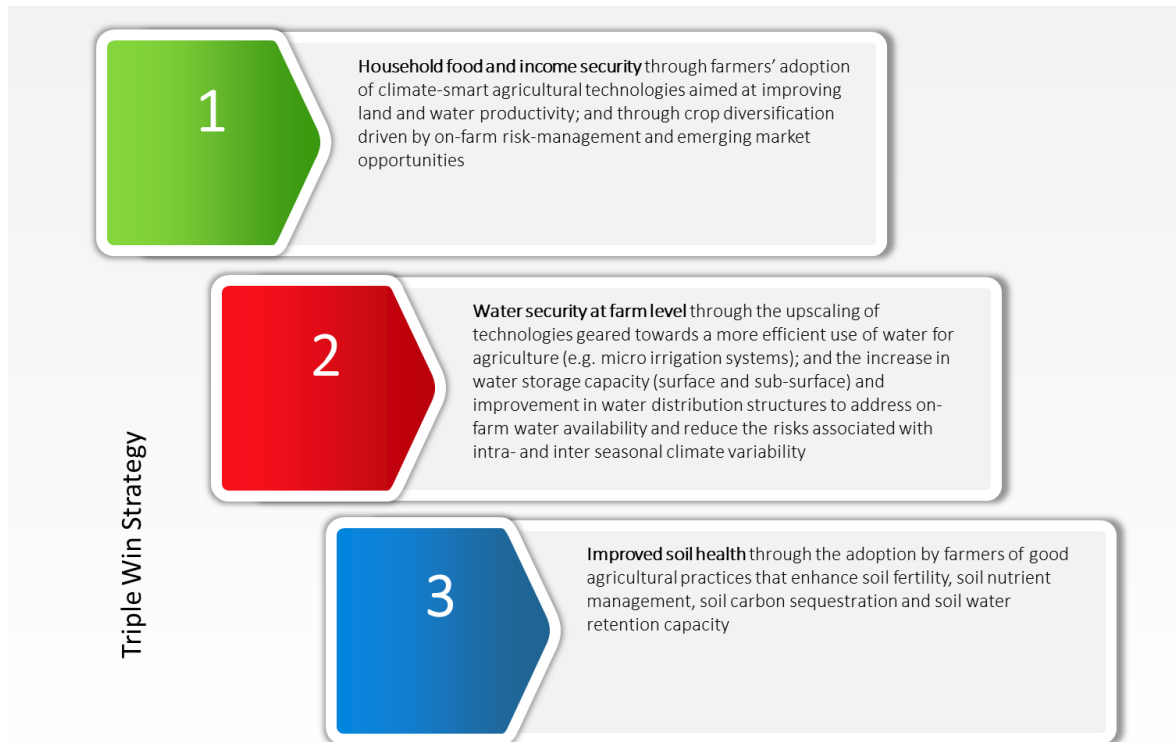 1
Household food and income security through farmers’ adoption
of climate-smart agricultural technologies aimed at improving
land and water productivity; and through crop diversification
driven by on-farm risk-management and emerging market
opportunities
2
Water security at farm level through the upscaling of
technologies geared towards a more efficient use of water for
agriculture (e.g. micro irrigation systems); and the increase in
water storage capacity (surface and sub-surface) and
improvement in water distribution structures to address on-
farm water availability and reduce the risks associated with
intra- and inter seasonal climate variability
Triple Win Strategy
3
Improved soil health through the adoption by farmers of good
agricultural practices that enhance soil fertility, soil nutrient
management, soil carbon sequestration and soil water
retention capacity